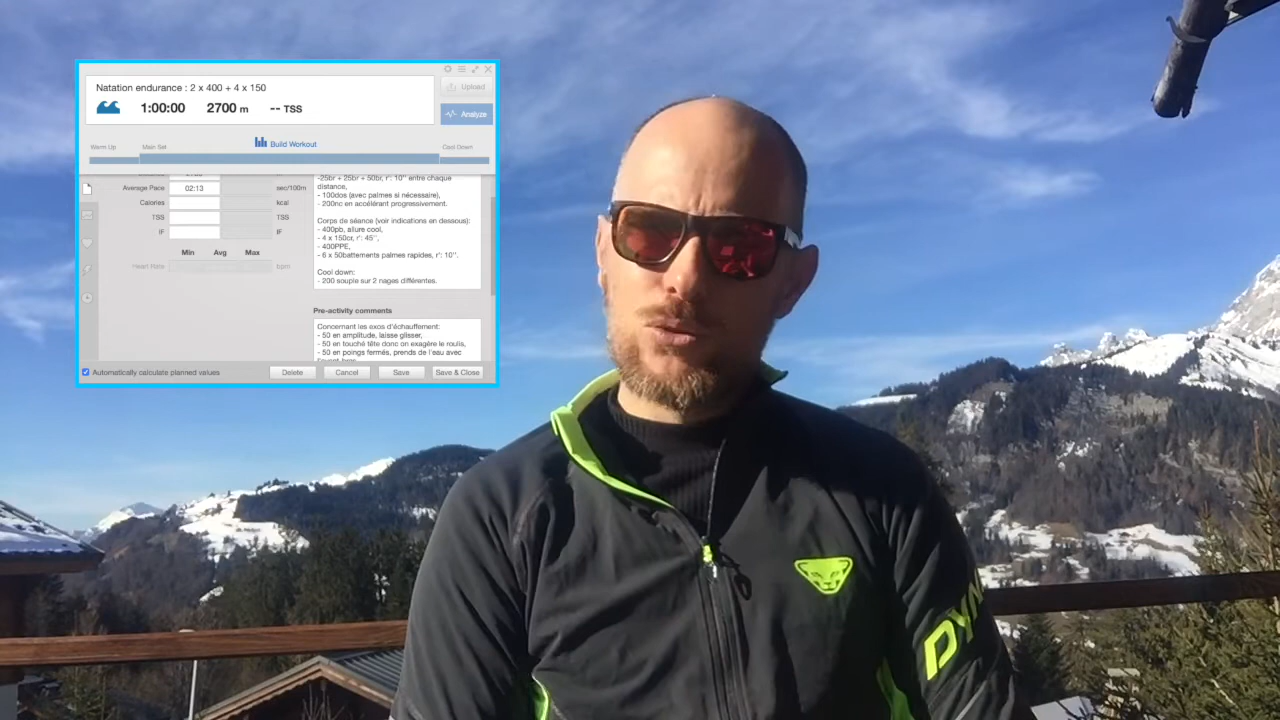 Natation endurance : 2 x 400 + 4 x 150
1:00:00 2700 m -- TSS
Upload
Analyze
Build Workout
Warm Up Main Set Cool Down
Average Pace 02:13 sec/100m
Calories kcal
TSS TSS
IF IF
Min Avg Max
Heart Rate bpm
-25br + 25br + 50br, r': 10'' entre chaque
distance,
- 100dos (avec palmes si nécessaire),
- 200nc en accélérant progressivement.
Corps de séance (voir indications en dessous):
- 400pb, allure cool,
- 4 x 150cr, r': 45'',
- 400PPE,
- 6 x 50battements palmes rapides, r': 10''.
Cool down:
- 200 souple sur 2 nages différentes.
Pre-activity comments
Concernant les exos d'échauffement:
- 50 en amplitude, laisse glisser,
- 50 en touché tête donc on exagère le roulis,
- 50 en poings fermés, prends de l'eau avec
Automatically calculate planned values
Delete Cancel Save Save & Close
DYN